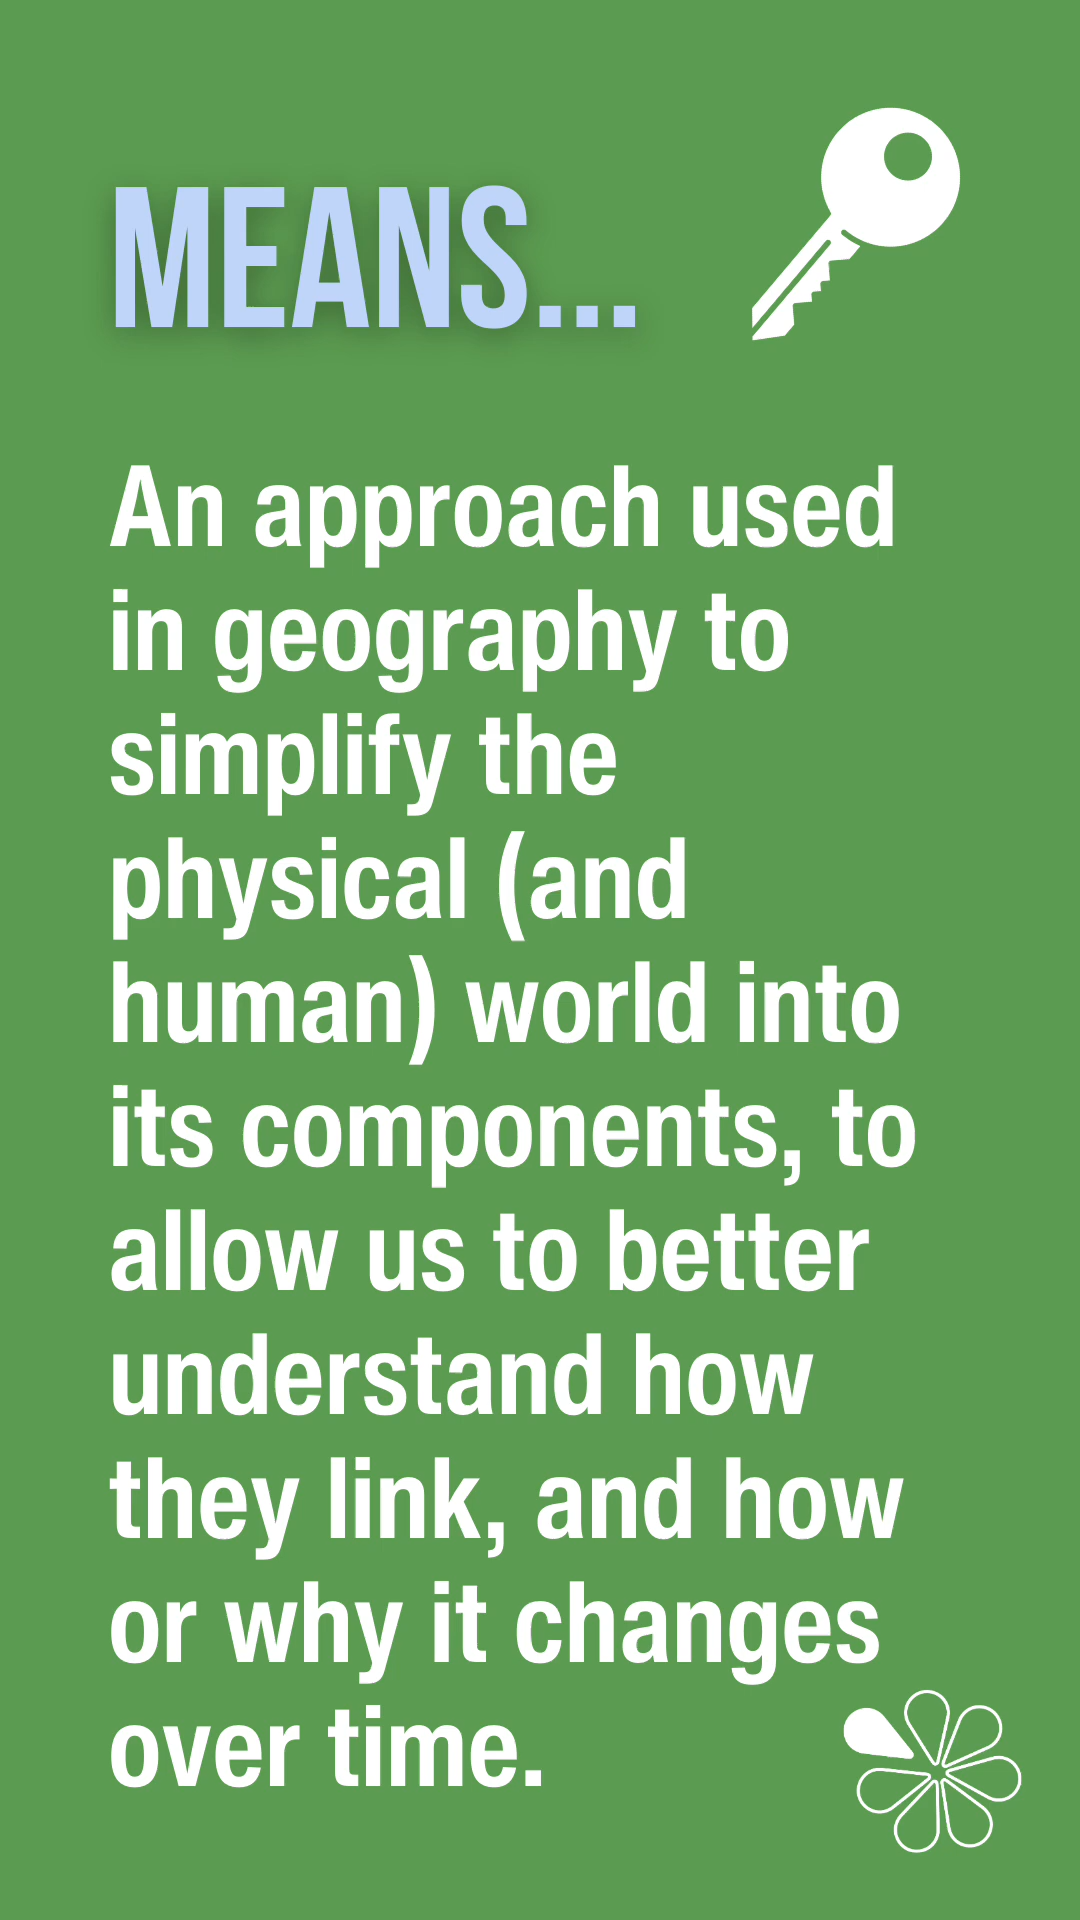 MEANS...
An approach used
in geography to
simplify the
physical (and
human) world into
its components, to
allow us to better
understand how
they link, and how
or why it changes
over time.